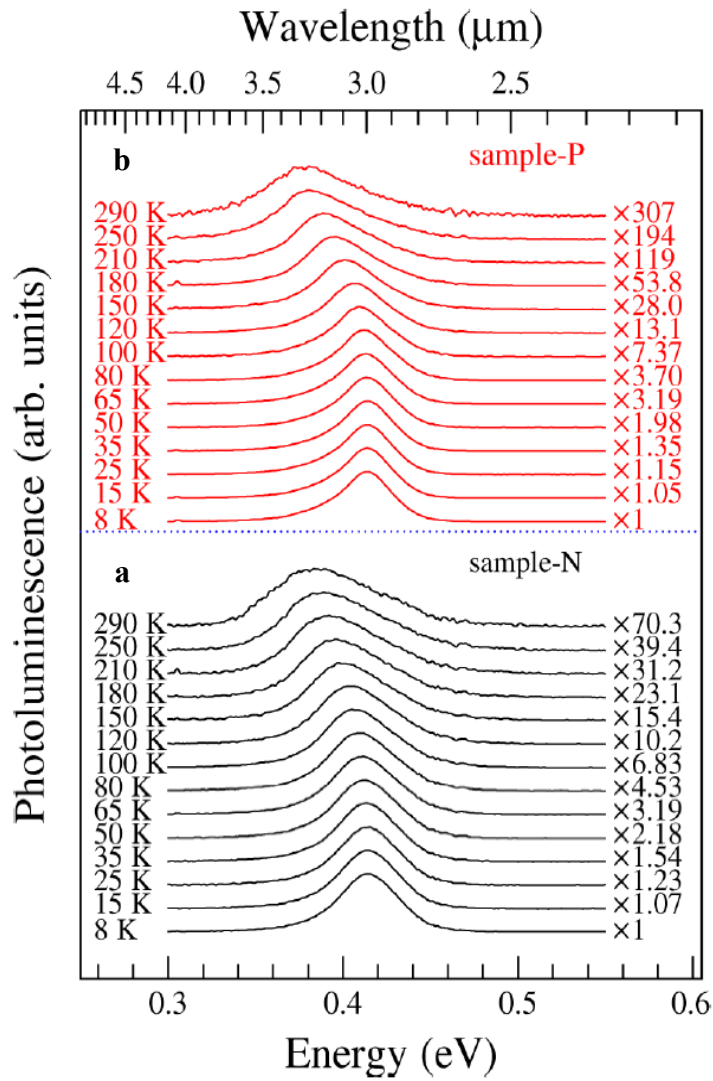 Wavelength (μm)
4.5 4.0 3.5 3.0 2.5
b sample-P
290 K ×307
250 K ×194
210 K ×119
180 K ×53.8
150 K ×28.0
120 K ×13.1
100 K ×7.37
80 K ×3.70
65 K ×3.19
50 K ×1.98
35 K ×1.35
25 K ×1.15
15 K ×1.05
8 K ×1
a sample-N
290 K ×70.3
250 K ×39.4
210 K ×31.2
180 K ×23.1
150 K ×15.4
120 K ×10.2
100 K ×6.83
80 K ×4.53
65 K ×3.19
50 K ×2.18
35 K ×1.54
25 K ×1.23
15 K ×1.07
8 K ×1
Photoluminescence (arb. units)
0.3 0.4 0.5 0.6
Energy (eV)